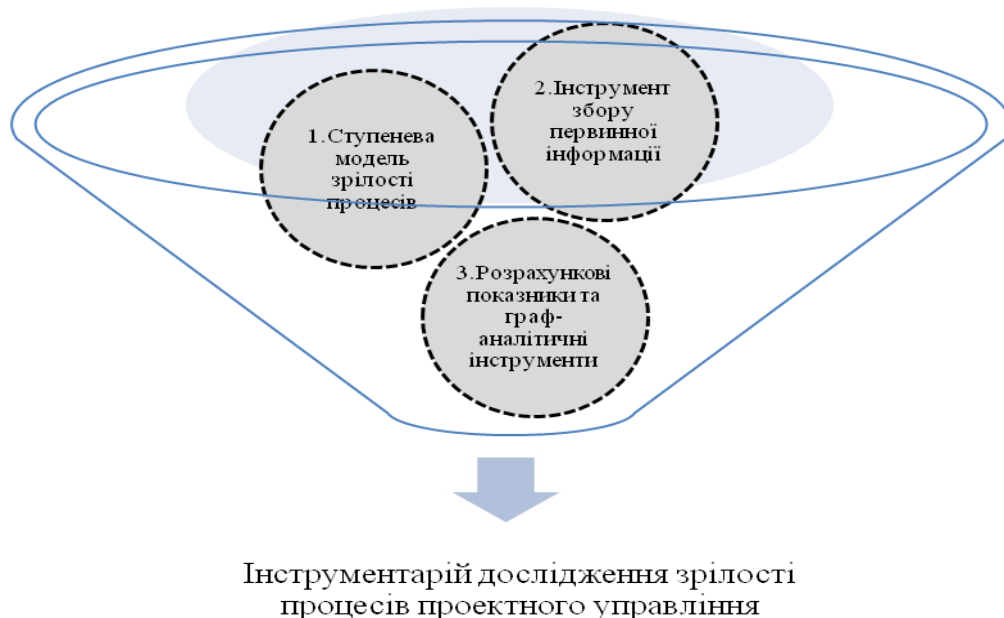 1.Ступенева
модель
зрілості
процесів
2.Інструмент
збору
первинної
інформації
3.Розрахункові
показники та
граф-
аналітичні
інструменти
Інструментарій дослідження зрілості
процесів проектного управління